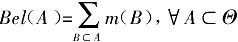 Bel(A)=∑_{B⊂A} m(B), ∀A⊂Θ